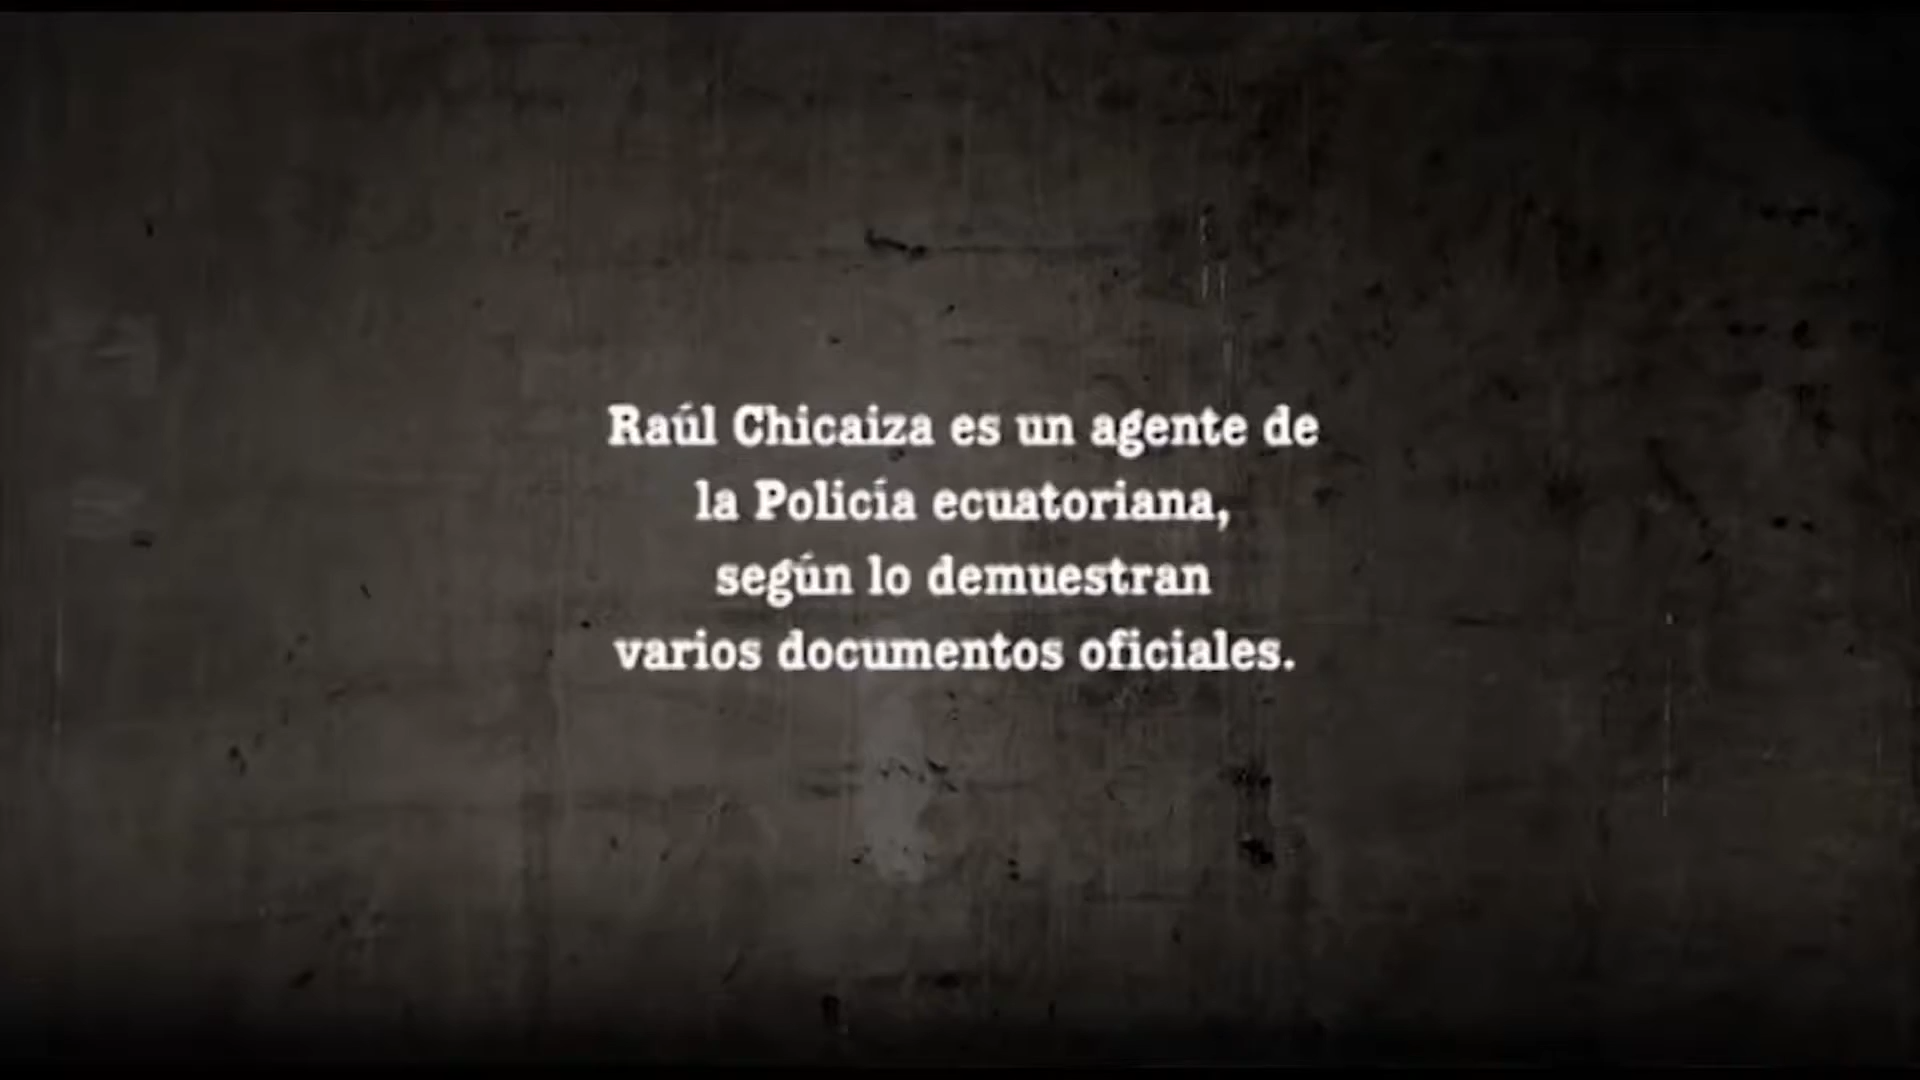 Raúl Chicaiza es un agente de
la Policía ecuatoriana,
según lo demuestran
varios documentos oficiales.